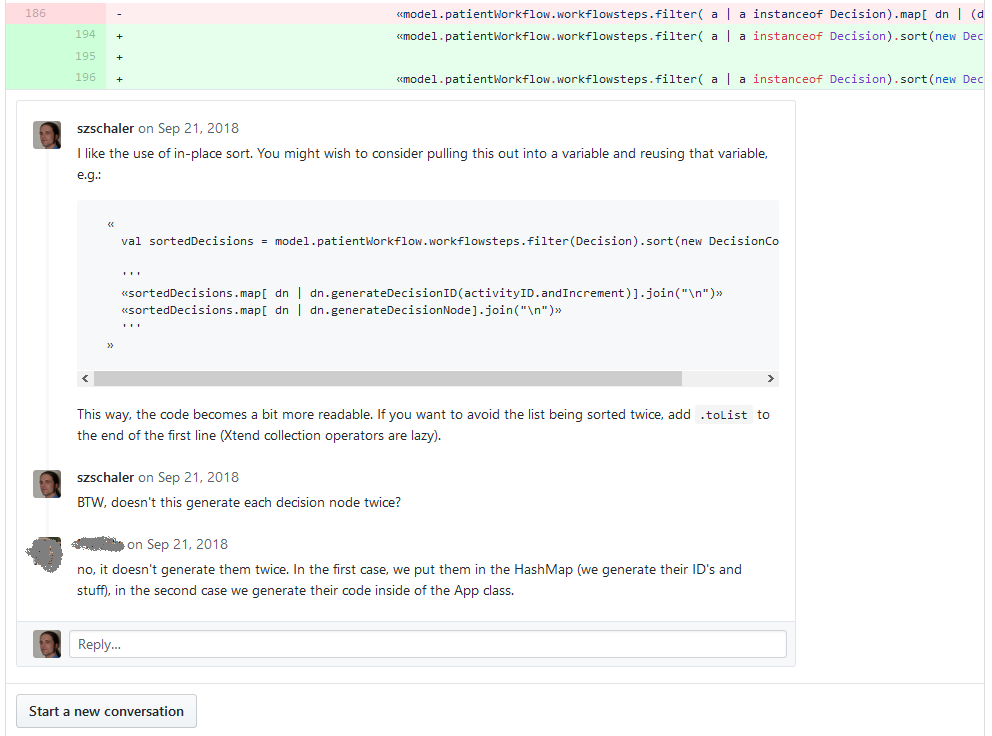 186 - «model.patientWorkflow.workflowsteps.filter( a | a instanceof Decision).map[ dn | (d
194 + «model.patientWorkflow.workflowsteps.filter( a | a instanceof Decision).sort(new Dec
195 +
196 + «model.patientWorkflow.workflowsteps.filter( a | a instanceof Decision).sort(new Dec
szschaler on Sep 21, 2018
I like the use of in-place sort. You might wish to consider pulling this out into a variable and reusing that variable,
e.g.:
«
val sortedDecisions = model.patientWorkflow.workflowsteps.filter(Decision).sort(new DecisionCo
'''
«sortedDecisions.map[ dn | dn.generateDecisionID(activityID.andIncrement)].join("\n")»
«sortedDecisions.map[ dn | dn.generateDecisionNode].join("\n")»
'''
»
This way, the code becomes a bit more readable. If you want to avoid the list being sorted twice, add .toList to
the end of the first line (Xtend collection operators are lazy).
szschaler on Sep 21, 2018
BTW, doesn't this generate each decision node twice?
on Sep 21, 2018
no, it doesn't generate them twice. In the first case, we put them in the HashMap (we generate their ID's and
stuff), in the second case we generate their code inside of the App class.
Reply...
Start a new conversation